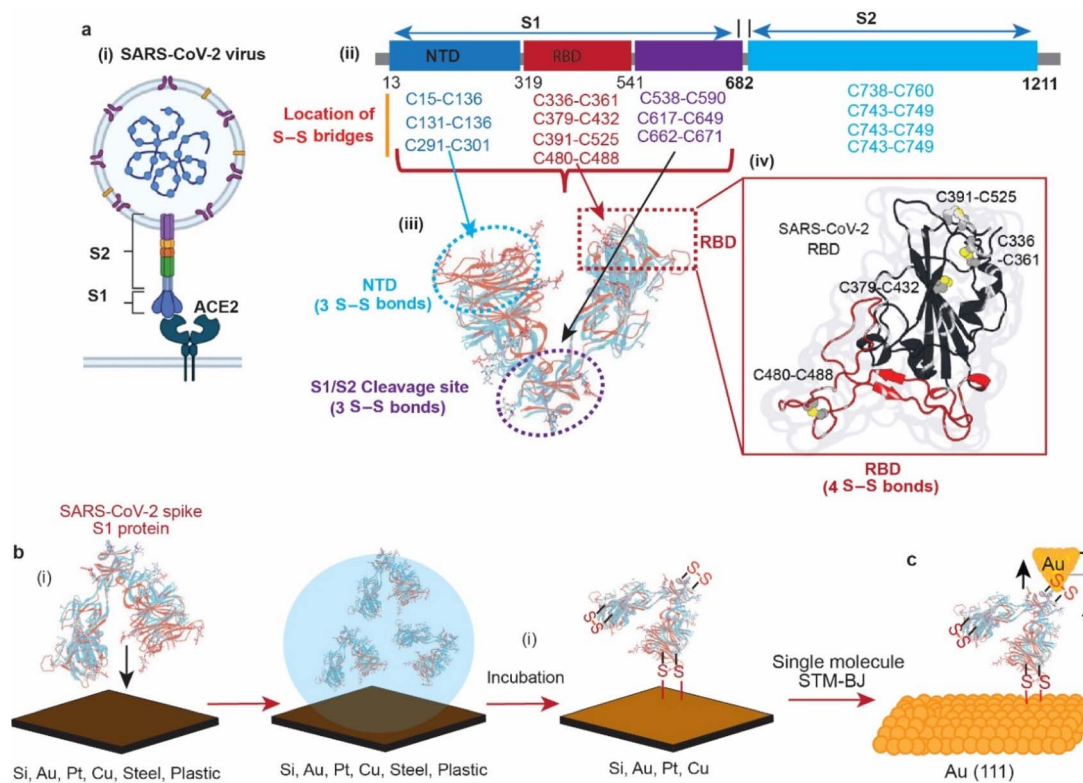 a
(i) SARS-CoV-2 virus
S2
S1
ACE2
(ii)
S1
S2
NTD
RBD
13
319
541
682
1211
Location of
S–S bridges
C15-C136
C131-C136
C291-C301
C336-C361
C379-C432
C391-C525
C480-C488
C538-C590
C617-C649
C662-C671
C738-C760
C743-C749
C743-C749
C743-C749
(iii)
NTD
(3 S–S bonds)
RBD
S1/S2 Cleavage site
(3 S–S bonds)
(iv)
SARS-CoV-2
RBD
C391-C525
C336
-C361
C379-C432
C480-C488
RBD
(4 S–S bonds)
b
SARS-CoV-2 spike
S1 protein
(i)
Si, Au, Pt, Cu, Steel, Plastic
Si, Au, Pt, Cu, Steel, Plastic
(i)
Incubation
S-S
S-S
S S
Si, Au, Pt, Cu
Single molecule
STM-BJ
c
Au
S-S
S-S
S S
Au (111)